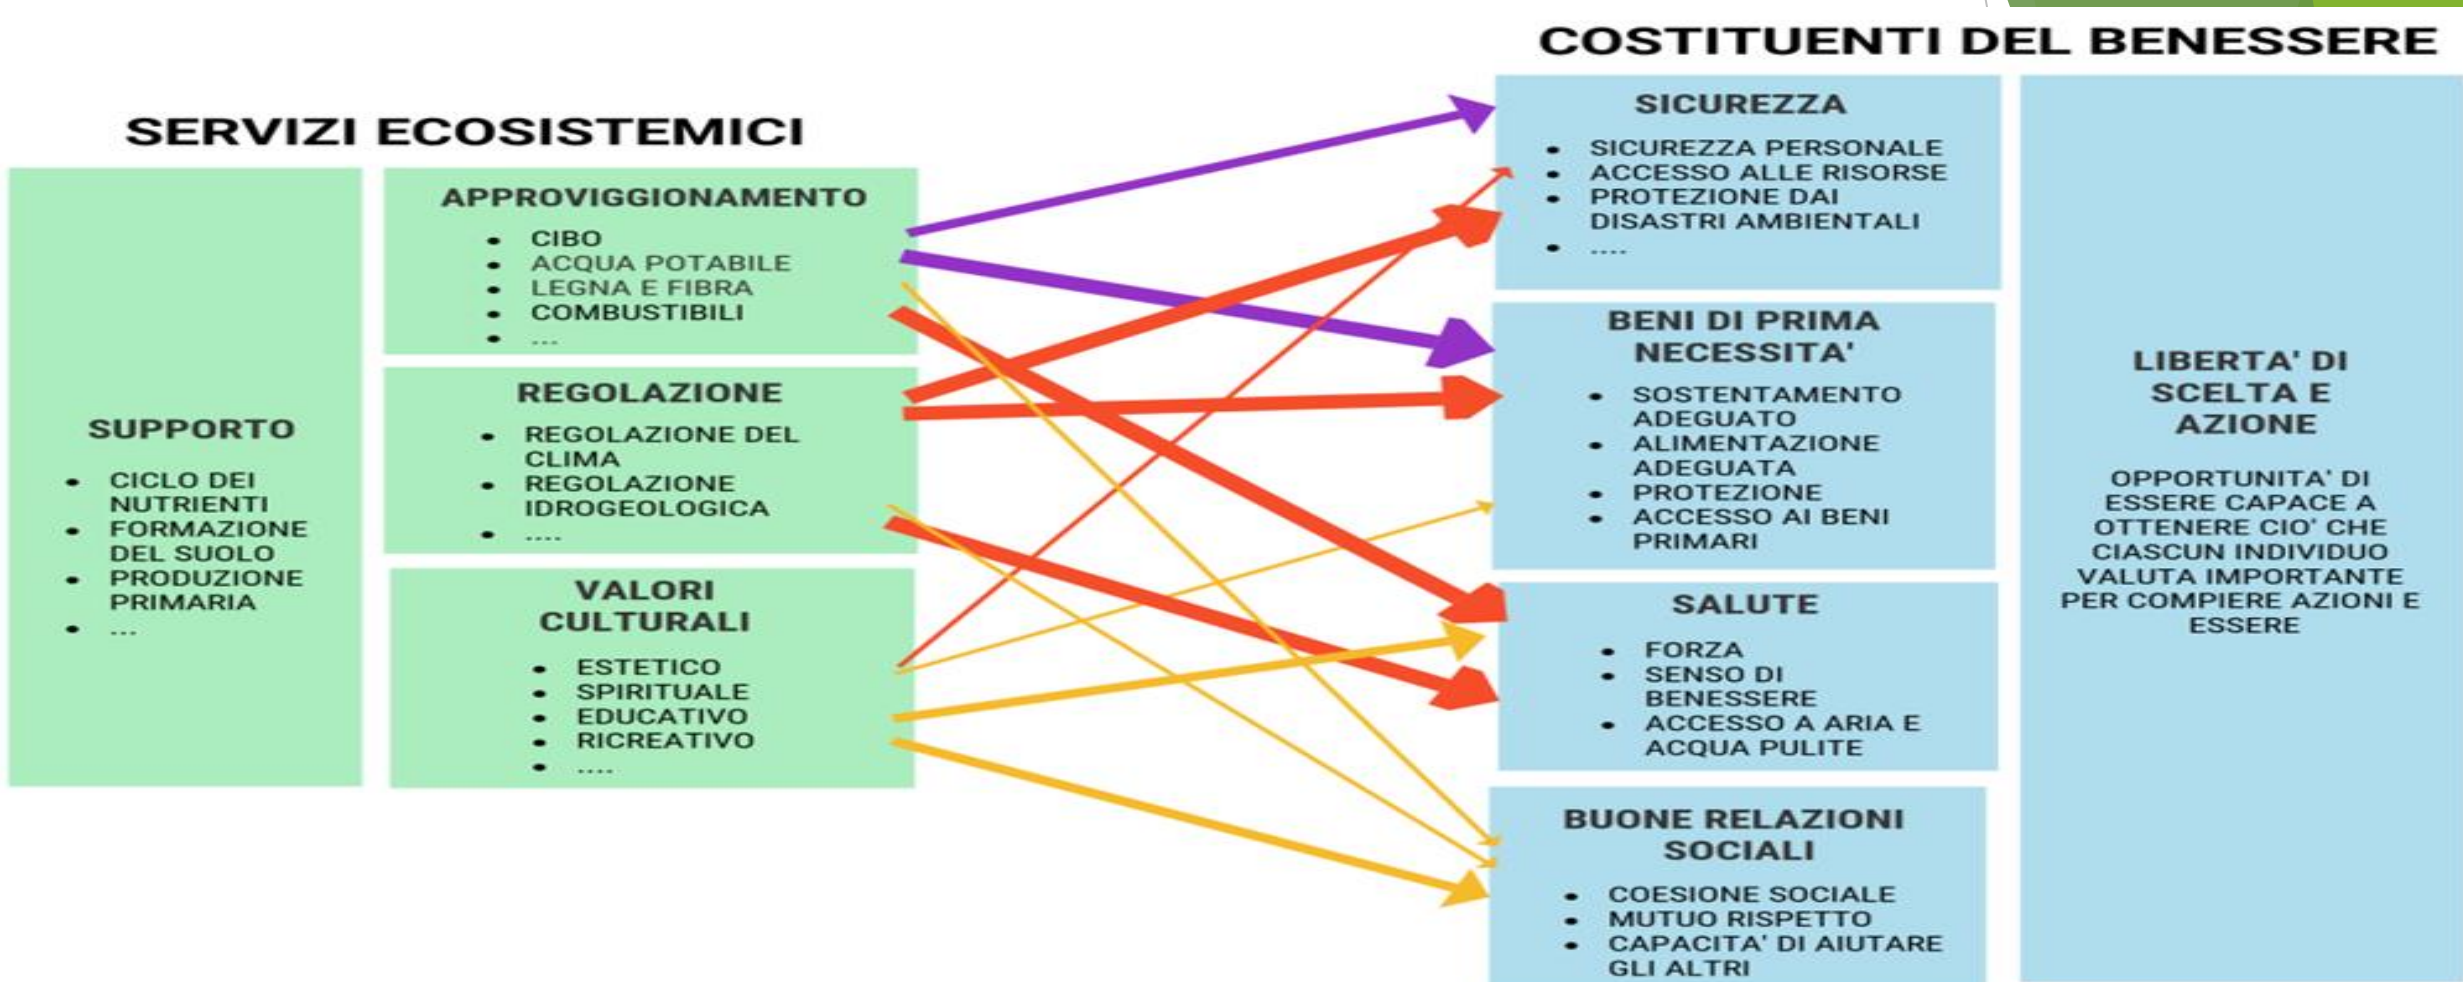 SERVIZI ECOSISTEMICI
SUPPORTO
• CICLO DEI
NUTRIENTI
• FORMAZIONE
DEL SUOLO
• PRODUZIONE
PRIMARIA
• ...
APPROVIGGIONAMENTO
• CIBO
• ACQUA POTABILE
• LEGNA E FIBRA
• COMBUSTIBILI
• ...
REGOLAZIONE
• REGOLAZIONE DEL
CLIMA
• REGOLAZIONE
IDROGEOLOGICA
• ....
VALORI
CULTURALI
• ESTETICO
• SPIRITUALE
• EDUCATIVO
• RICREATIVO
• ....
COSTITUENTI DEL BENESSERE
SICUREZZA
• SICUREZZA PERSONALE
• ACCESSO ALLE RISORSE
• PROTEZIONE DAI
DISASTRI AMBIENTALI
• ....
BENI DI PRIMA
NECESSITA'
• SOSTENTAMENTO
ADEGUATO
• ALIMENTAZIONE
ADEGUATA
• PROTEZIONE
• ACCESSO AI BENI
PRIMARI
SALUTE
• FORZA
• SENSO DI
BENESSERE
• ACCESSO A ARIA E
ACQUA PULITE
BUONE RELAZIONI
SOCIALI
• COESIONE SOCIALE
• MUTUO RISPETTO
• CAPACITA' DI AIUTARE
GLI ALTRI
LIBERTA' DI
SCELTA E
AZIONE
OPPORTUNITA' DI
ESSERE CAPACE A
OTTENERE CIO' CHE
CIASCUN INDIVIDUO
VALUTA IMPORTANTE
PER COMPIERE AZIONI E
ESSERE